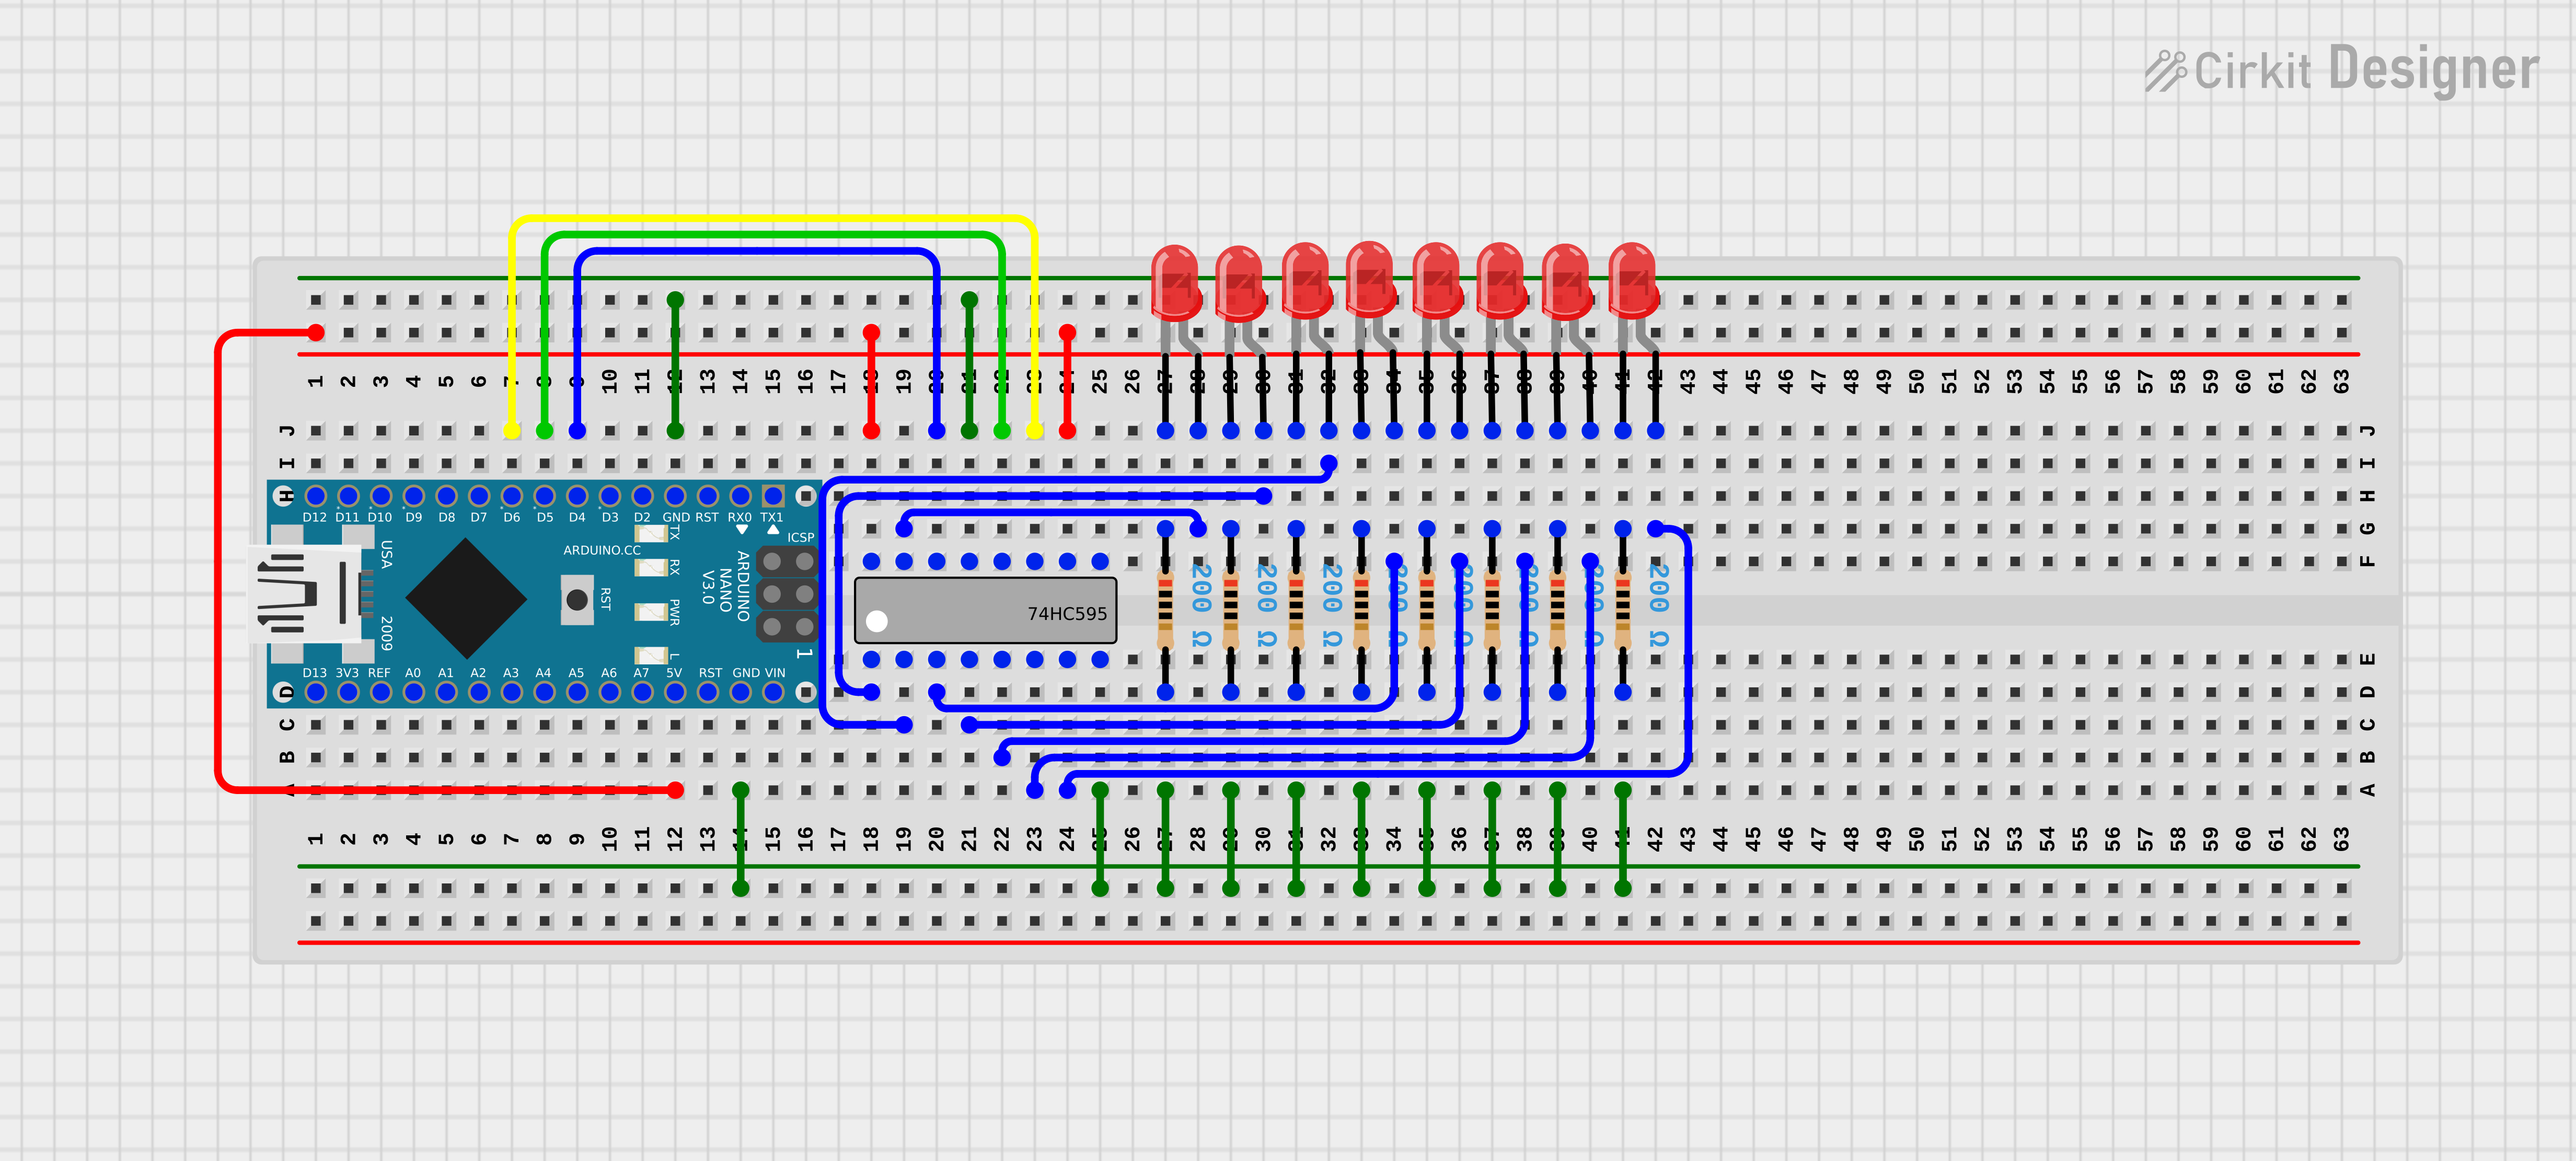 Cirkit Designer
1 2 3 4 5 6 7 8 9 10 11 12 13 14 15 16 17 18 19 20 21 22 23 24 25 26 27 28 29 30 31 32 33 34 35 36 37 38 39 40 41 42 43 44 45 46 47 48 49 50 51 52 53 54 55 56 57 58 59 60 61 62 63
J J
I I
H H
D12 D11 D10 D9 D8 D7 D6 D5 D4 D3 D2 GND RST RX0 TX1
G G
F F
USA
2009
ARDUINO.CC
RST
TX
RX
PWR
L
ICSP
ARDUINO
NANO
V3.0
1
74HC595
200 Ω
200 Ω
200 Ω
200 Ω
200 Ω
200 Ω
200 Ω
200 Ω
E
D13 3V3 REF A0 A1 A2 A3 A4 A5 A6 A7 5V RST GND VIN
D D
C C
B B
A A
1 2 3 4 5 6 7 8 9 10 11 12 13 14 15 16 17 18 19 20 21 22 23 24 25 26 27 28 29 30 31 32 33 34 35 36 37 38 39 40 41 42 43 44 45 46 47 48 49 50 51 52 53 54 55 56 57 58 59 60 61 62 63